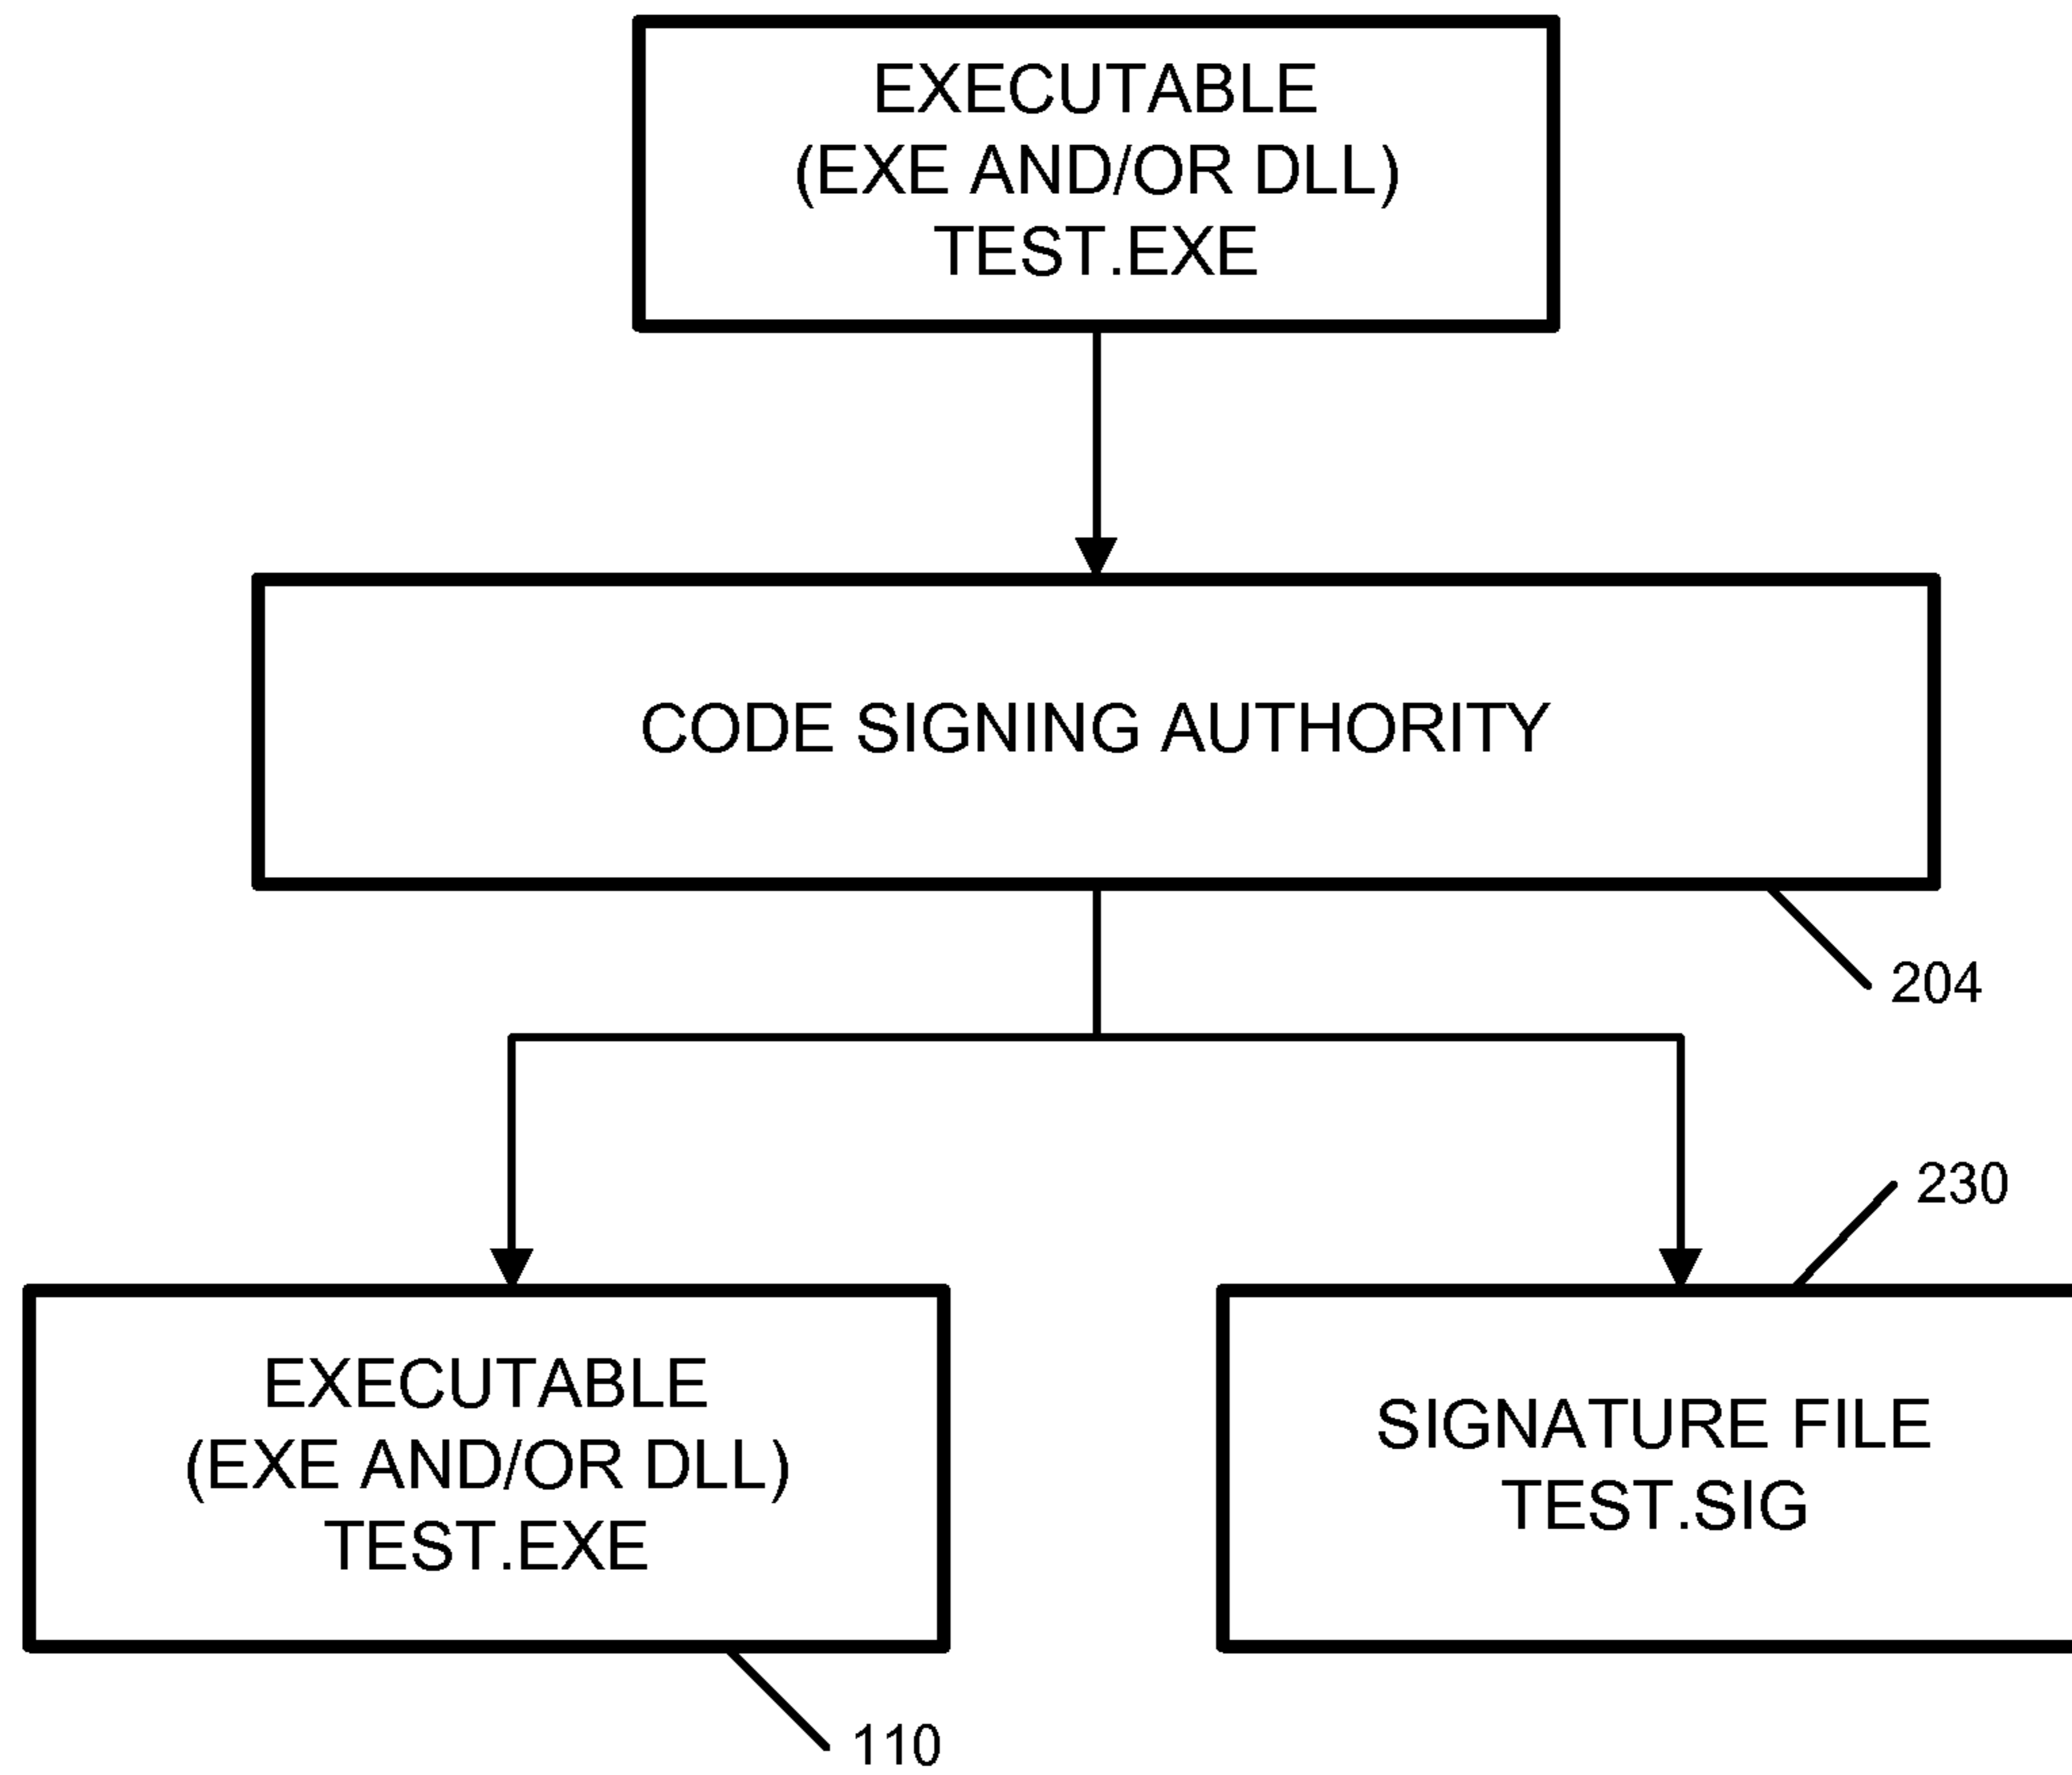 EXECUTABLE
(EXE AND/OR DLL)
TEST.EXE
CODE SIGNING AUTHORITY
204
230
EXECUTABLE
(EXE AND/OR DLL)
TEST.EXE
SIGNATURE FILE
TEST.SIG
110